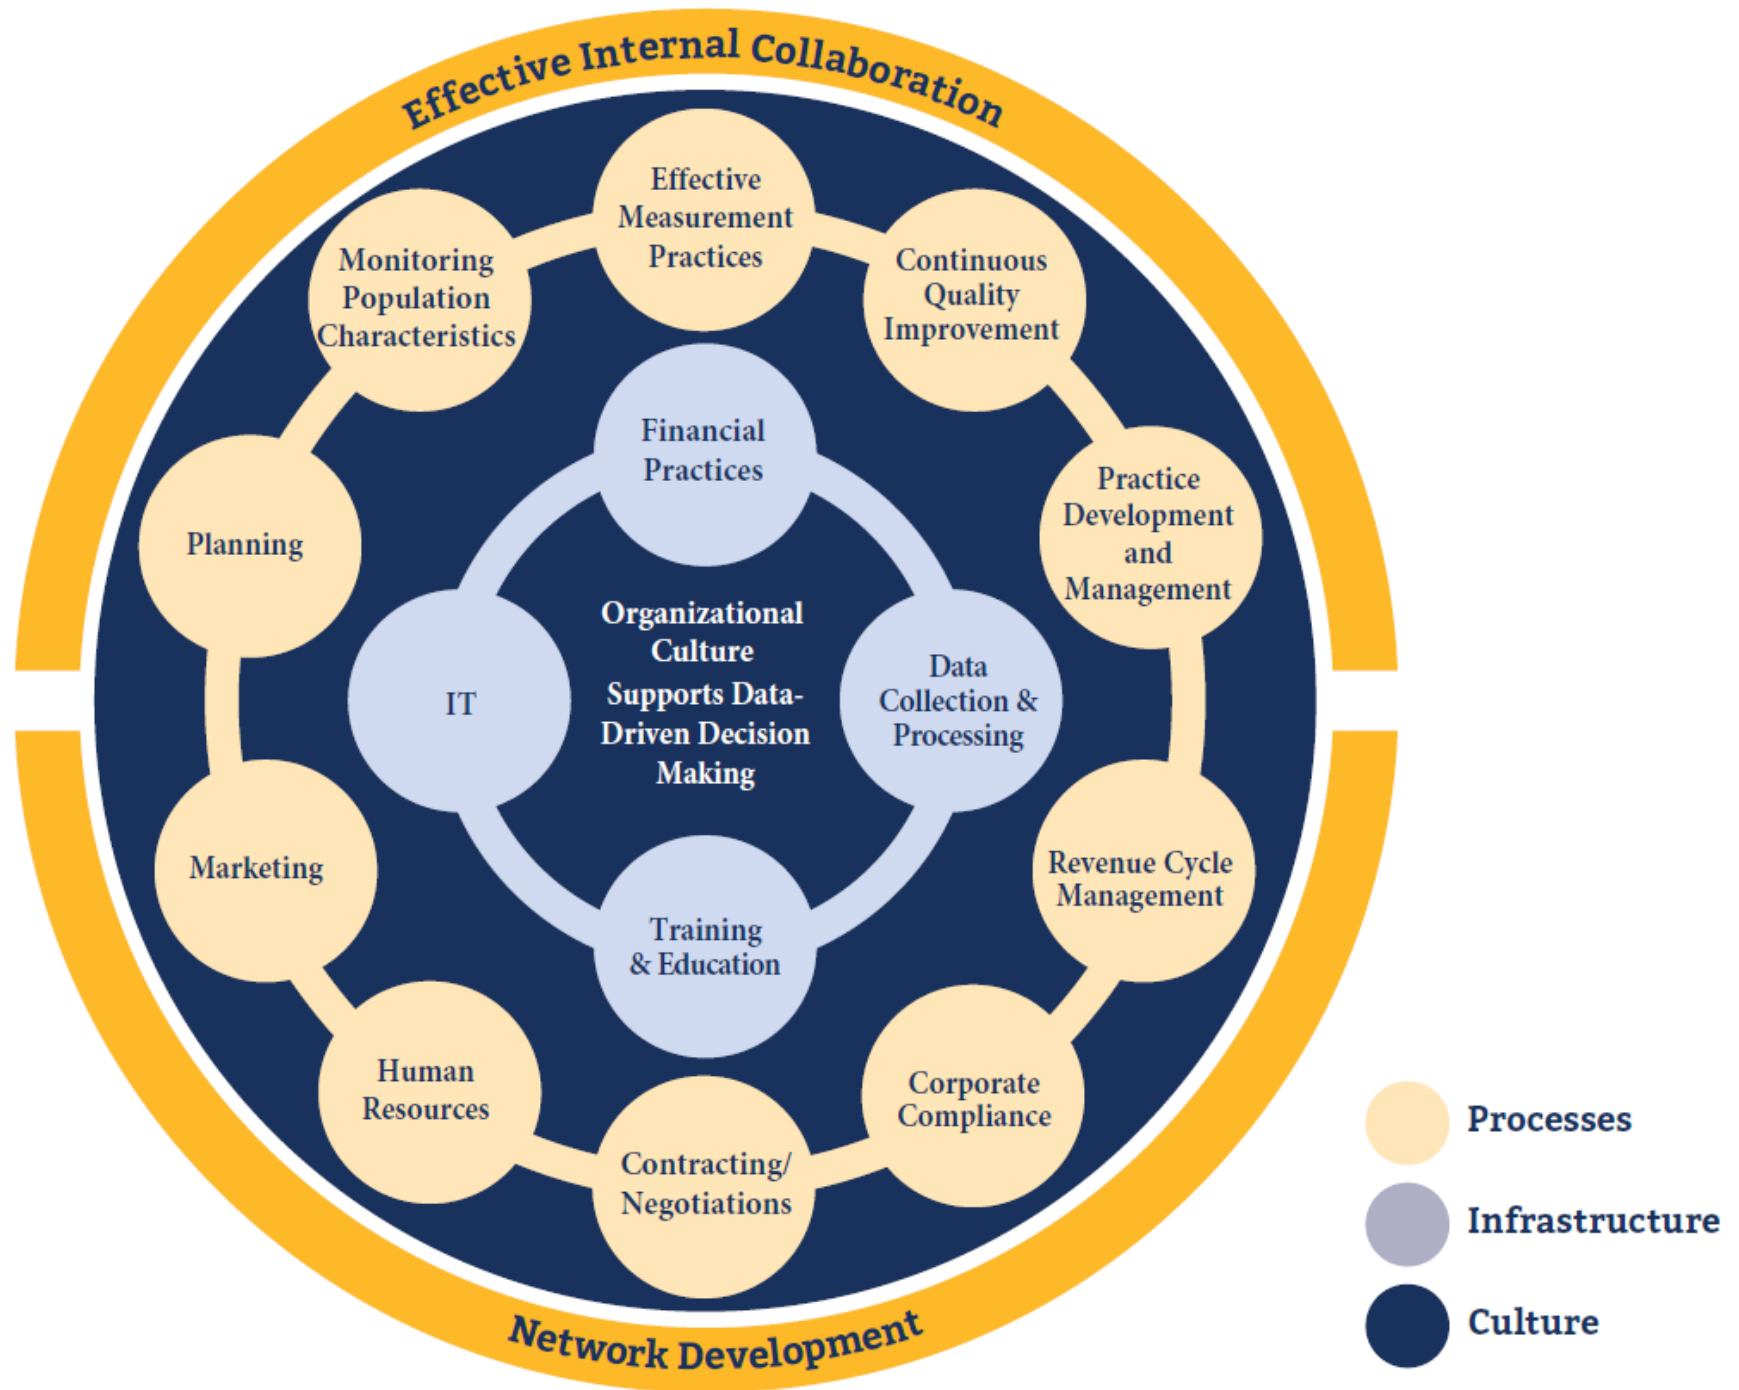 Effective Internal Collaboration
Effective
Measurement
Practices
Monitoring
Population
Characteristics
Continuous
Quality
Improvement
Financial
Practices
Practice
Development
and
Management
Planning
Organizational
Culture
Supports Data-
Driven Decision
Making
IT
Data
Collection &
Processing
Marketing
Revenue Cycle
Management
Training
& Education
Human
Resources
Corporate
Compliance
Contracting/
Negotiations
Network Development
Processes
Infrastructure
Culture